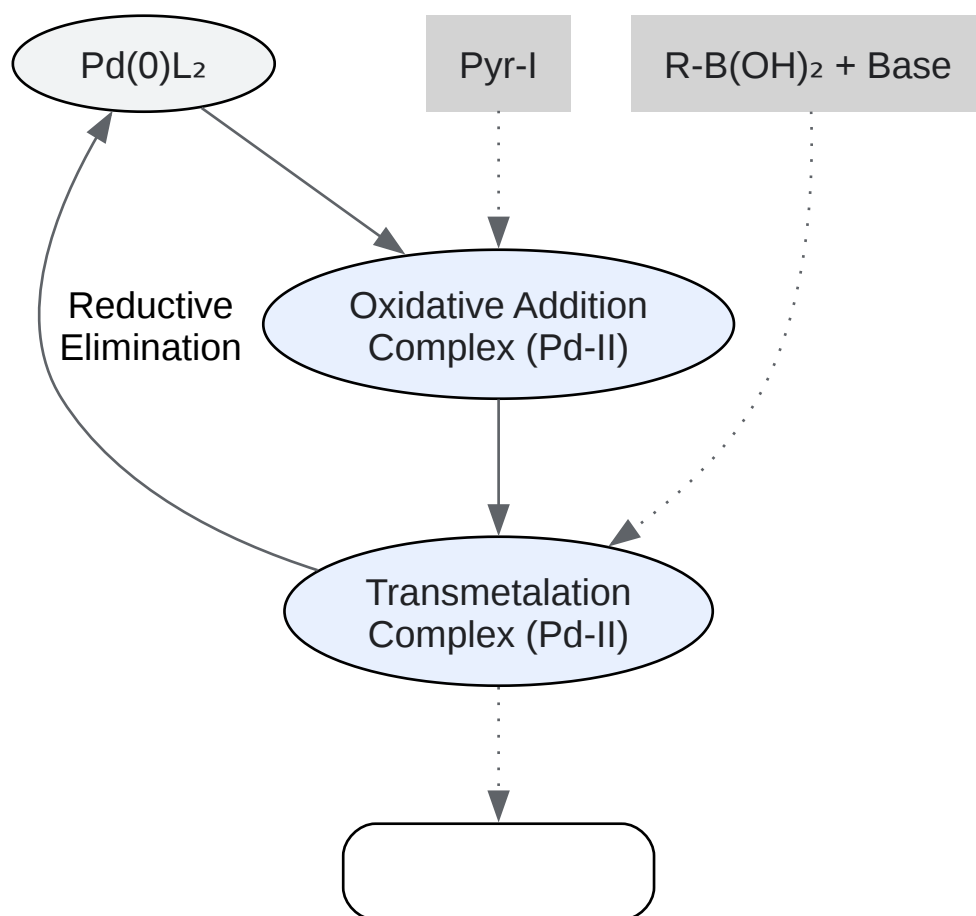 Pd(0)L₂
Pyr-I
R-B(OH)₂ + Base
Reductive
Elimination
Oxidative Addition
Complex (Pd-II)
Transmetalation
Complex (Pd-II)